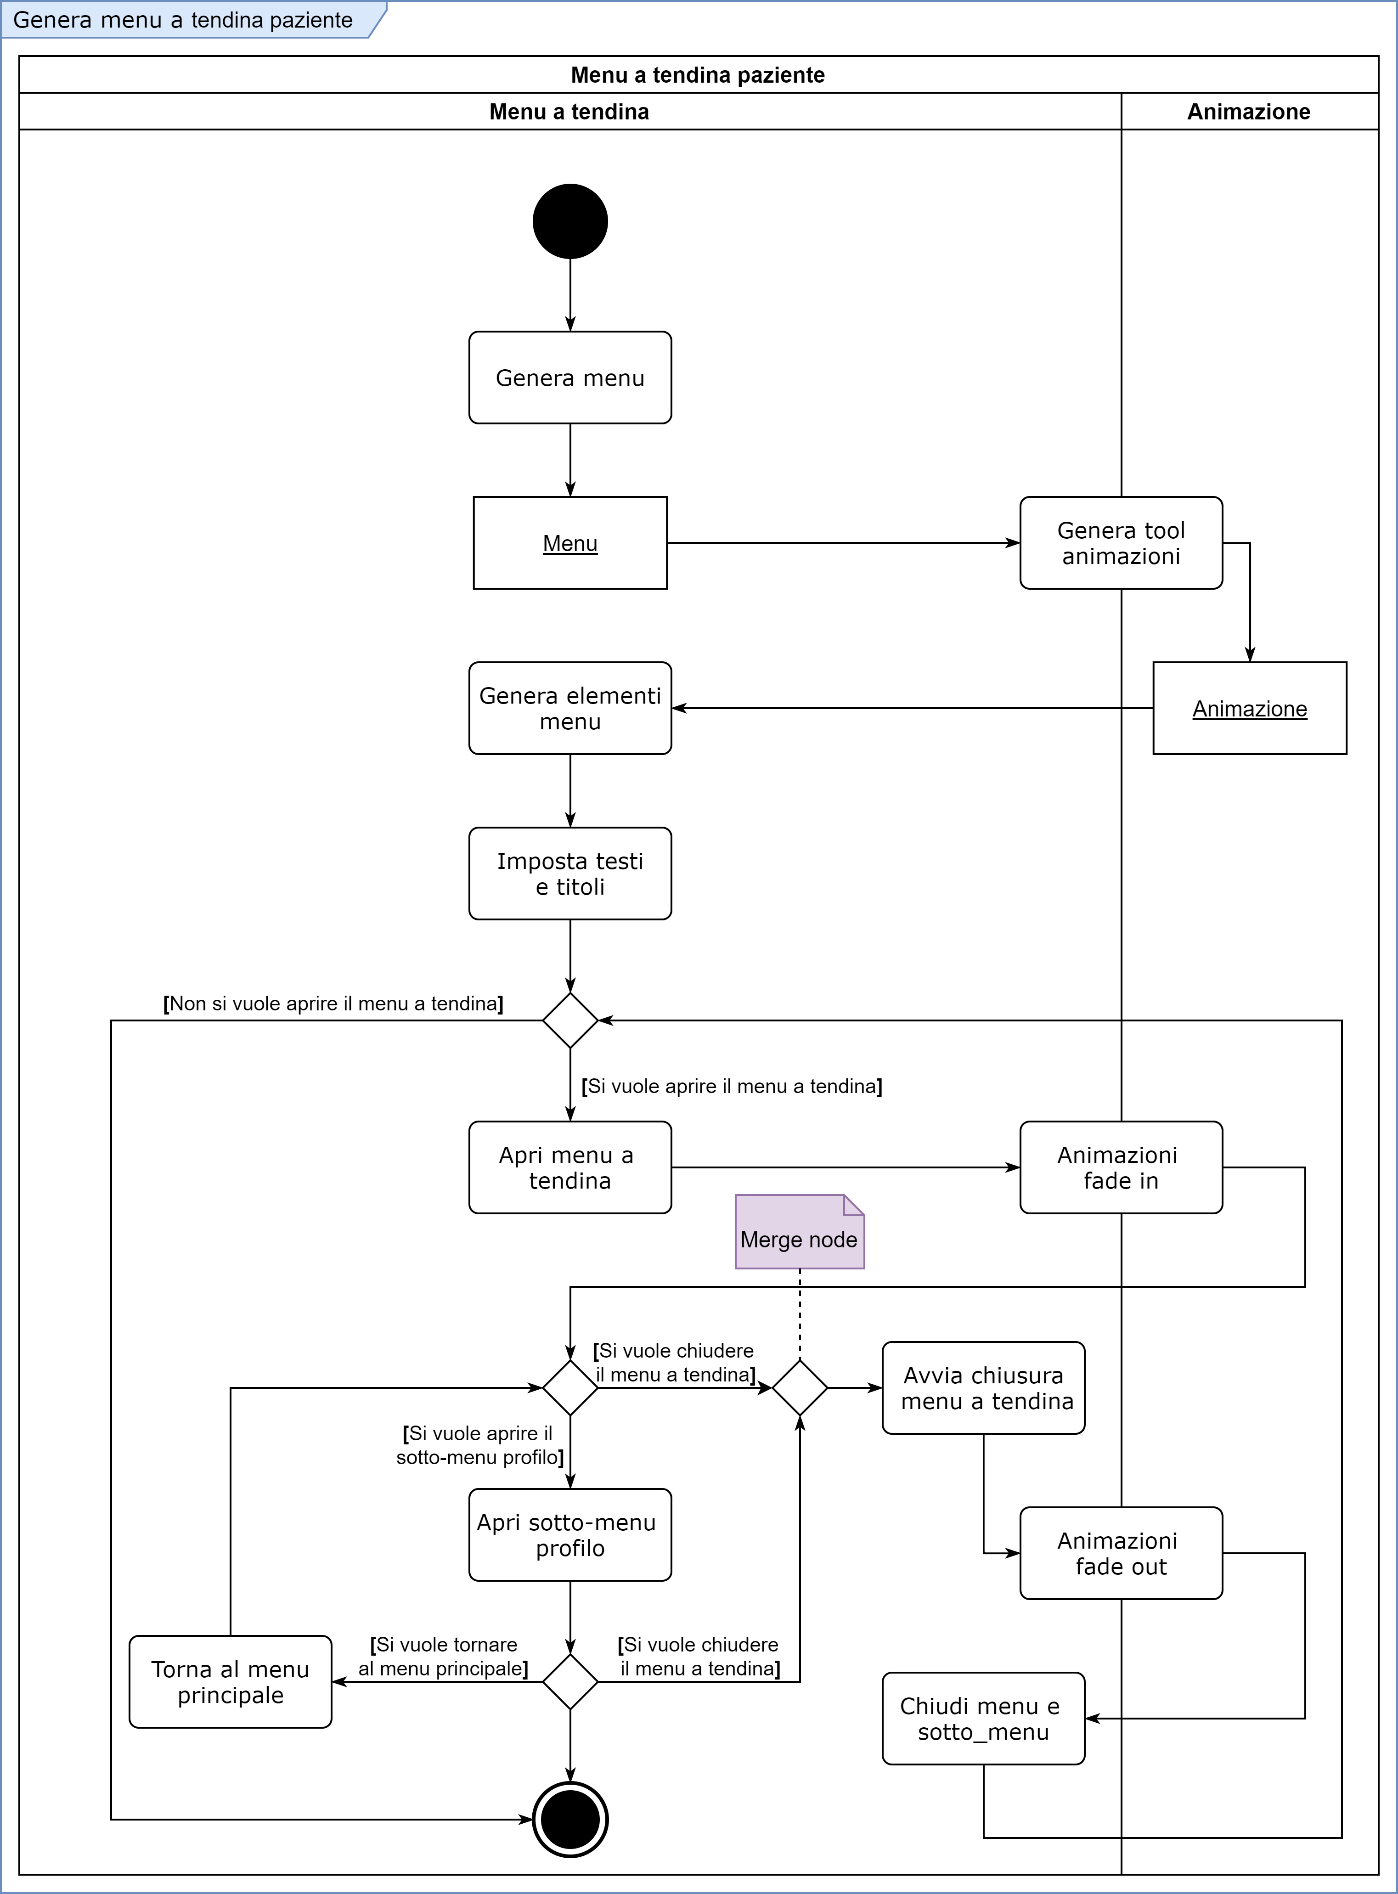 Genera menu a tendina paziente
Menu a tendina paziente
Menu a tendina
Animazione
Genera menu
Menu
Genera tool
animazioni
Genera elementi
menu
Animazione
Imposta testi
e titoli
[Non si vuole aprire il menu a tendina]
[Si vuole aprire il menu a tendina]
Apri menu a
tendina
Animazioni
fade in
Merge node
[Si vuole chiudere
il menu a tendina]
Avvia chiusura
menu a tendina
[Si vuole aprire il
sotto-menu profilo]
Apri sotto-menu
profilo
Animazioni
fade out
[Si vuole tornare
al menu principale]
[Si vuole chiudere
il menu a tendina]
Torna al menu
principale
Chiudi menu e
sotto_menu